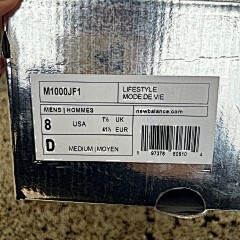 M1000JF1
LIFESTYLE
MODE DE VIE
MENS | HOMMES
newbalance.com
8 USA 7½ UK
41½ EUR
D MEDIUM | MOYEN